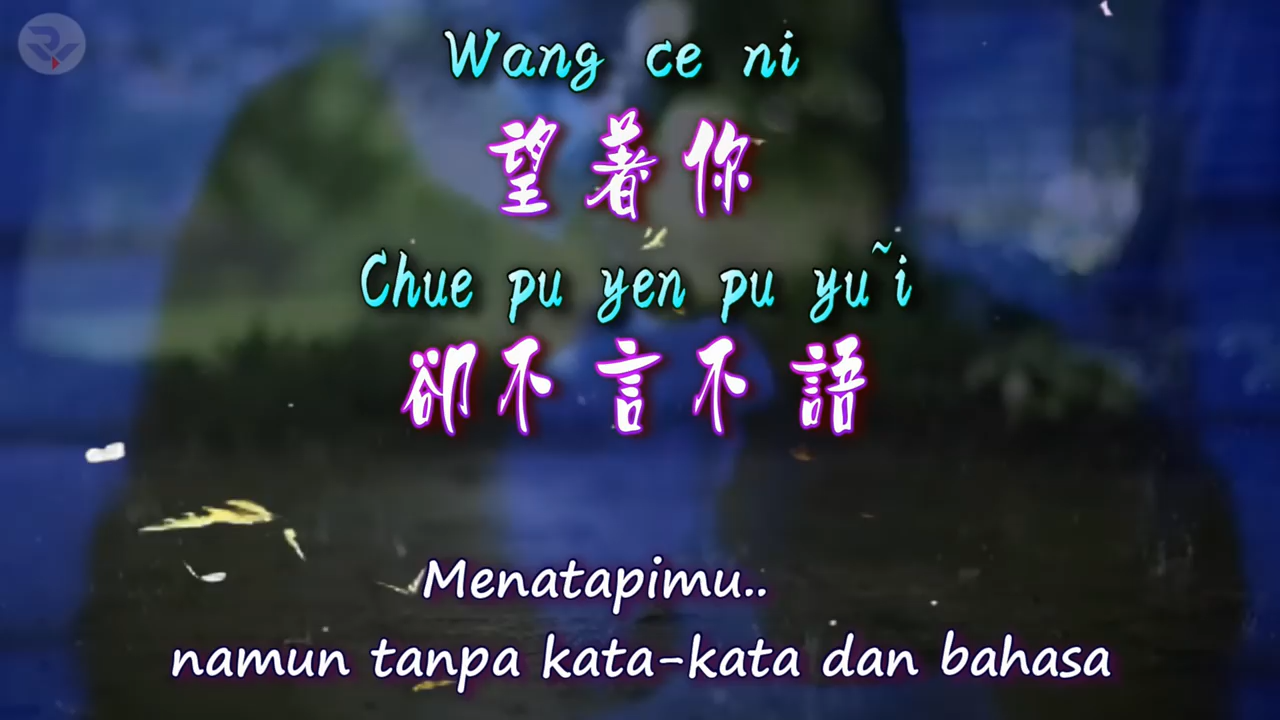 Wang ce ni
望著你
Chue pu yen pu yu~i
卻不言不語
Menatapimu..
namun tanpa kata-kata dan bahasa